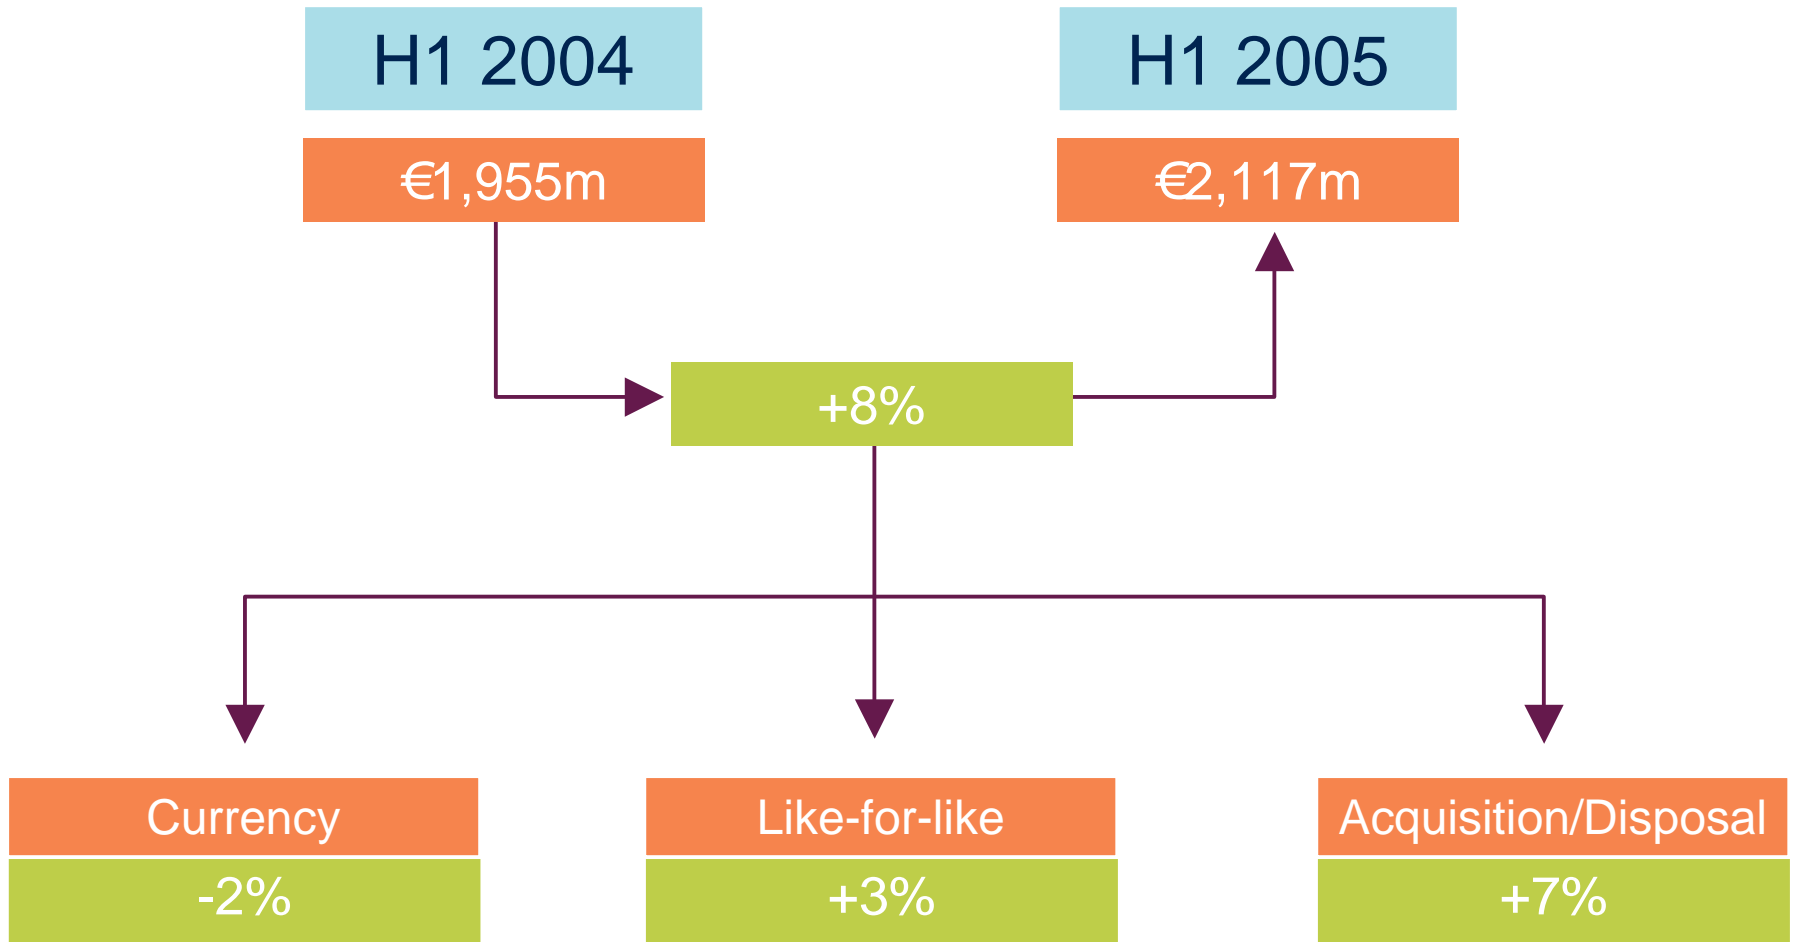 H1 2004
H1 2005
€1,955m
€2,117m
+8%
Currency
Like-for-like
Acquisition/Disposal
-2%
+3%
+7%